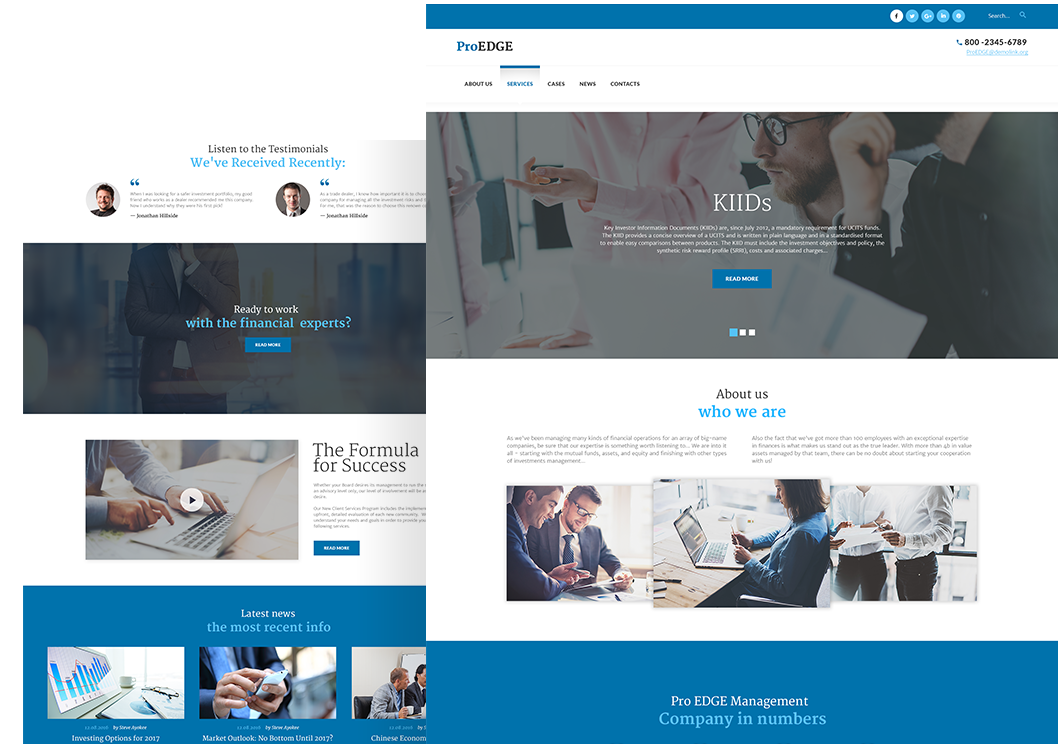 Search...
ProEDGE
800 -2345-6789
ProEDGE@demolink.org
ABOUT US SERVICES CASES NEWS CONTACTS
KIIDs
Key Investor Information Documents (KIIDs) are, since July 2012, a mandatory requirement for UCITS funds.
The KIID provides a concise overview of a UCITS and is written in plain language and in a standardised format
to enable easy comparisons between products. The KIID must include the investment objectives and policy, the
synthetic risk reward profile (SRRI), costs and associated charges...
READ MORE
About us
who we are
As we've been managing many kinds of financial operations for an array of big-name
companies, be sure that our expertise is something worth listening to... We are into it
all - starting with the mutual funds, assets, and equity and finishing with other types
of investments management...
Also the fact that we've got more than 100 employees with an exceptional expertise
in finances is what makes us stand out as the true leader. With more than 4b in value
assets managed by that team, there can be no doubt about starting your cooperation
with us!
Pro EDGE Management
Company in numbers
Listen to the Testimonials
We've Received Recently:
When I was looking for a safer investment portfolio, my good
friend who works as a dealer recommended me this company.
Now I understand why they were his first pick!
— Jonathan Hillside
As a trade dealer, I know how important it is to choose
company for managing all the investment risks and
For me, that was the reason to choose this
— Jonathan Hillside
Ready to work
with the financial experts?
READ MORE
The Formula
for Success
Whether your Board desires its management to run the
an advisory level only, our level of involvement will be
desire.
Our New Client Services Program includes the
upfront, detailed evaluation of each new community.
understand your needs and goals in order to provide
following services.
READ MORE
Latest news
the most recent info
12.08.2016 by Steve Ayekee
Investing Options for 2017
12.08.2016 by Steve Ayekee
Market Outlook: No Bottom Until 2017?
12.08.2016 by
Chinese Econom